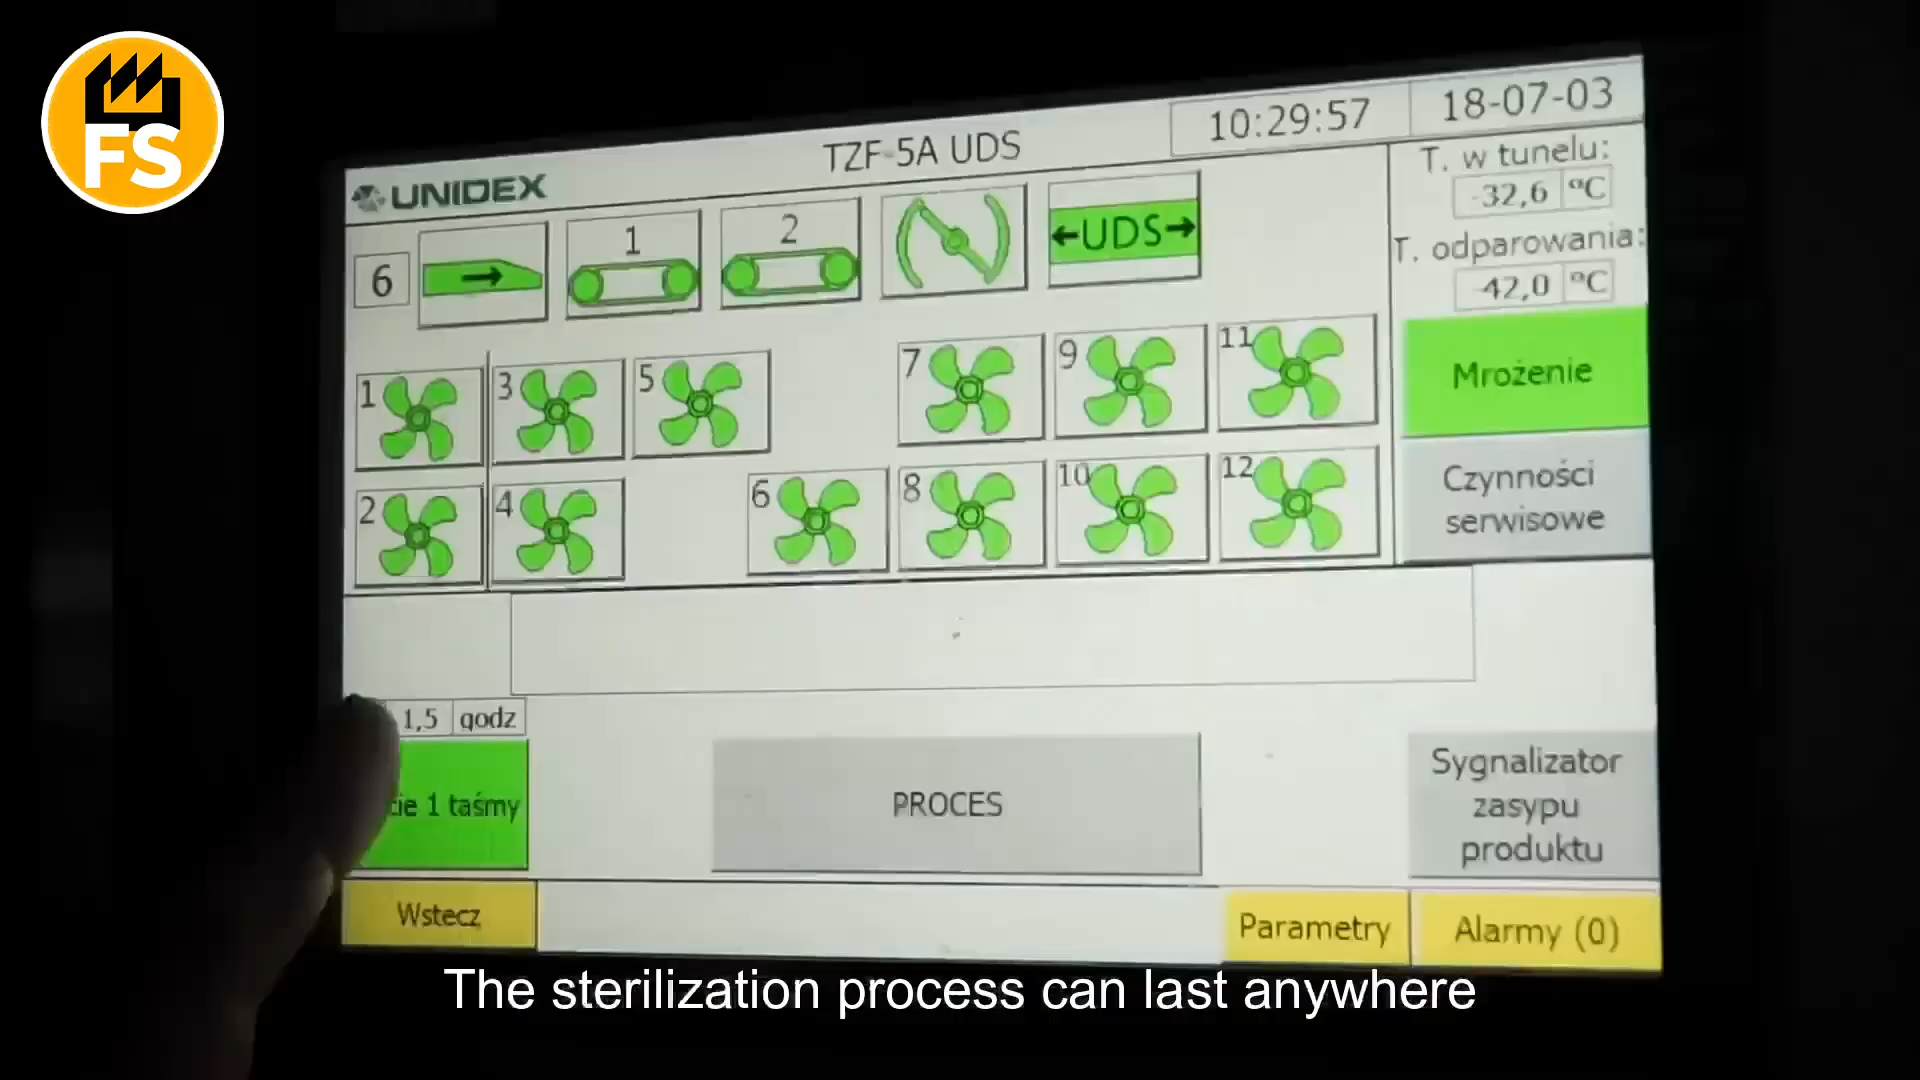 FS
10:29:57
18-07-03
TZF-5A UDS
UNIDEX
T. w tunelu:
-32,6 ºC
T. odparowania:
-42,0 ºC
6
1
2
←UDS→
1
3
5
7
9
11
2
4
6
8
10
12
Mrożenie
Czynności
serwisowe
1,5 godz
1 taśmy
PROCES
Sygnalizator
zasypu
produktu
Wstecz
Parametry
Alarmy (0)
The sterilization process can last anywhere